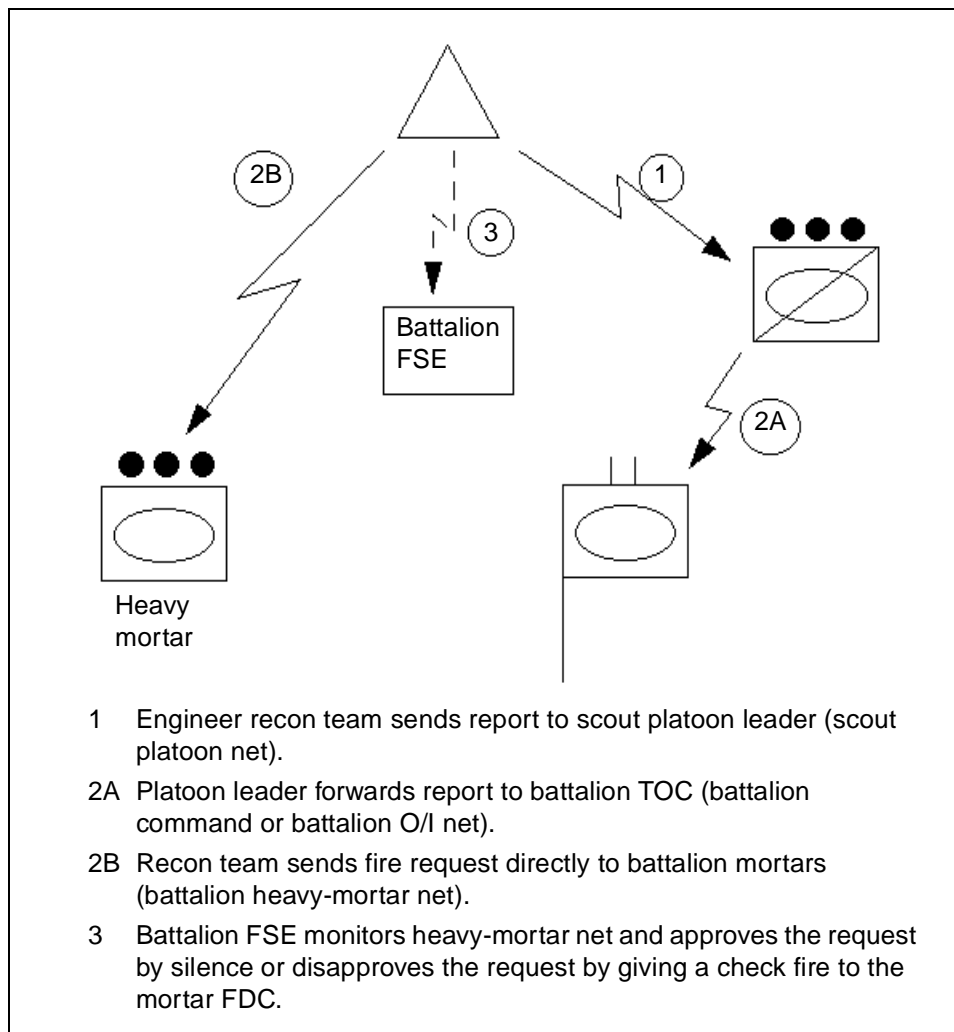 2B
1
3
Battalion
FSE
2A
Heavy
mortar
1 Engineer recon team sends report to scout platoon leader (scout
platoon net).
2A Platoon leader forwards report to battalion TOC (battalion
command or battalion O/I net).
2B Recon team sends fire request directly to battalion mortars
(battalion heavy-mortar net).
3 Battalion FSE monitors heavy-mortar net and approves the request
by silence or disapproves the request by giving a check fire to the
mortar FDC.